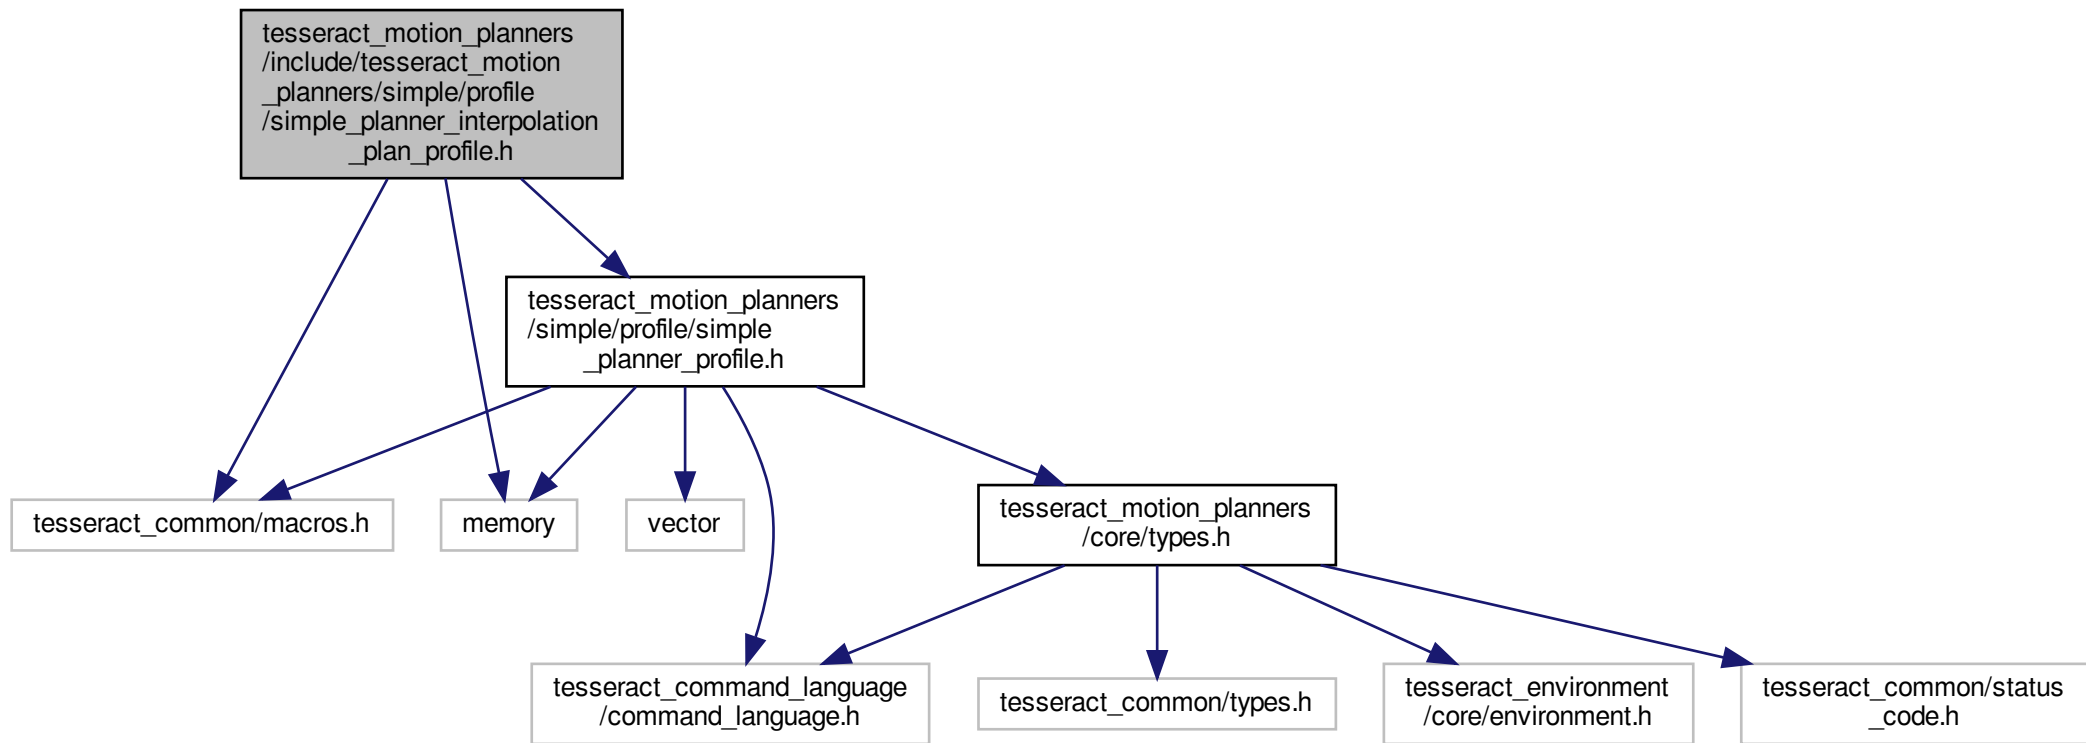 tesseract_motion_planners
/include/tesseract_motion
_planners/simple/profile
/simple_planner_interpolation
_plan_profile.h
tesseract_motion_planners
/simple/profile/simple
_planner_profile.h
tesseract_common/macros.h
memory
vector
tesseract_motion_planners
/core/types.h
tesseract_command_language
/command_language.h
tesseract_common/types.h
tesseract_environment
/core/environment.h
tesseract_common/status
_code.h